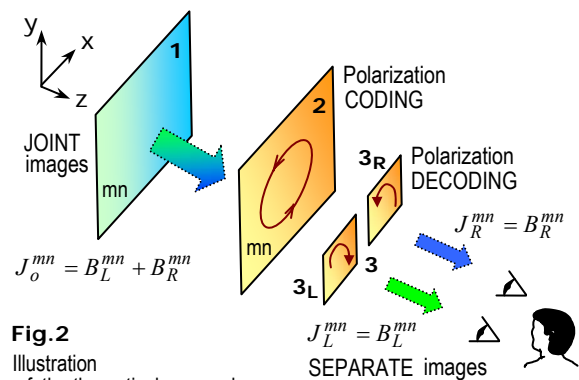 y
x
z
1
JOINT
images
mn
J_o^{mn} = B_L^{mn} + B_R^{mn}
Polarization
CODING
2
mn
3R
Polarization
DECODING
3L
3
J_R^{mn} = B_R^{mn}
J_L^{mn} = B_L^{mn}
SEPARATE images
Fig.2
Illustration